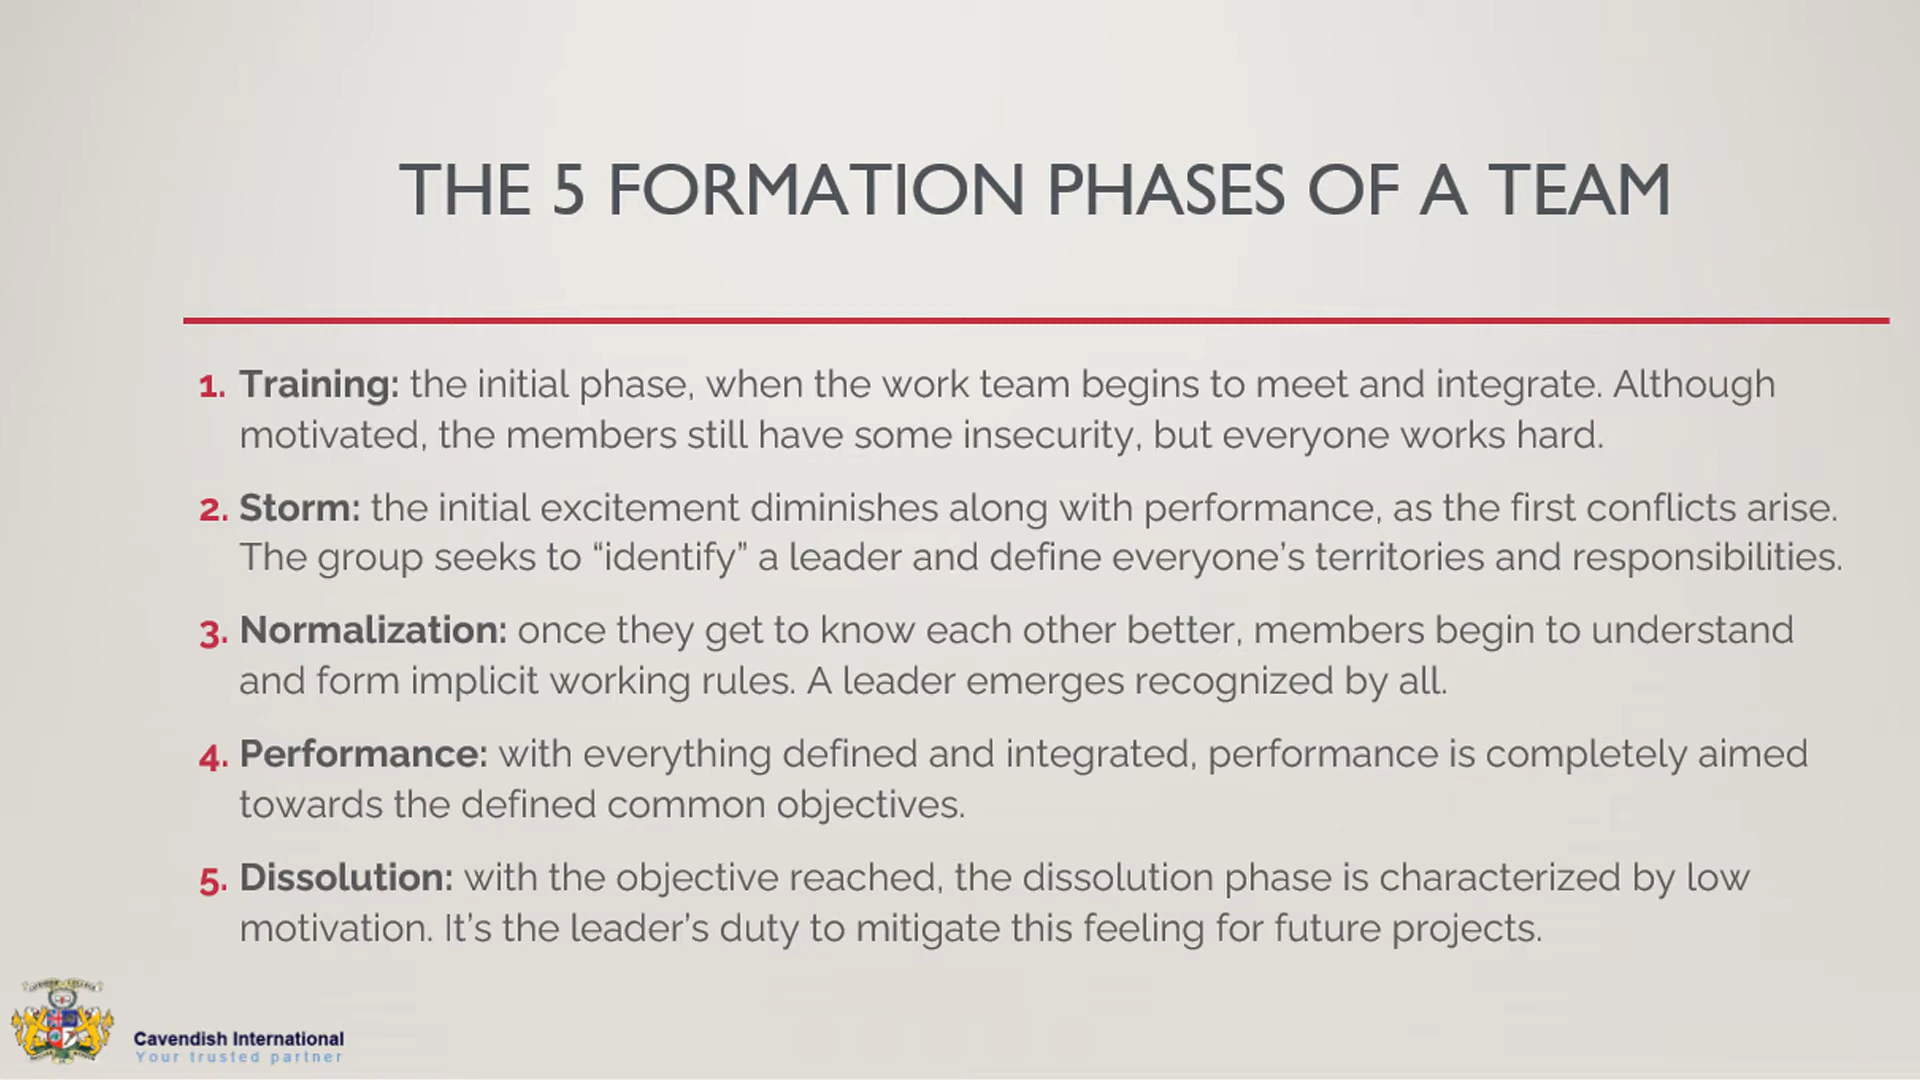 THE 5 FORMATION PHASES OF A TEAM
1. Training: the initial phase, when the work team begins to meet and integrate. Although
motivated, the members still have some insecurity, but everyone works hard.
2. Storm: the initial excitement diminishes along with performance, as the first conflicts arise.
The group seeks to “identify” a leader and define everyone’s territories and responsibilities.
3. Normalization: once they get to know each other better, members begin to understand
and form implicit working rules. A leader emerges recognized by all.
4. Performance: with everything defined and integrated, performance is completely aimed
towards the defined common objectives.
5. Dissolution: with the objective reached, the dissolution phase is characterized by low
motivation. It’s the leader’s duty to mitigate this feeling for future projects.
Cavendish International
Your trusted partner